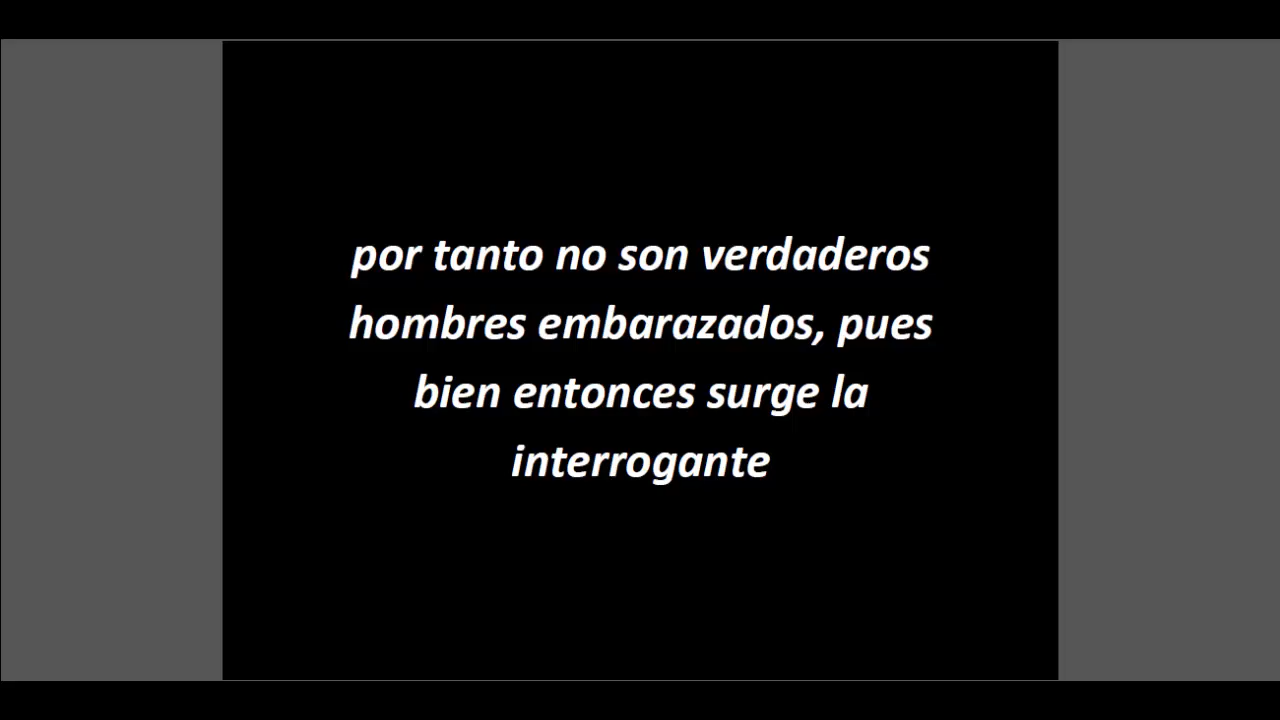 por tanto no son verdaderos
hombres embarazados, pues
bien entonces surge la
interrogante